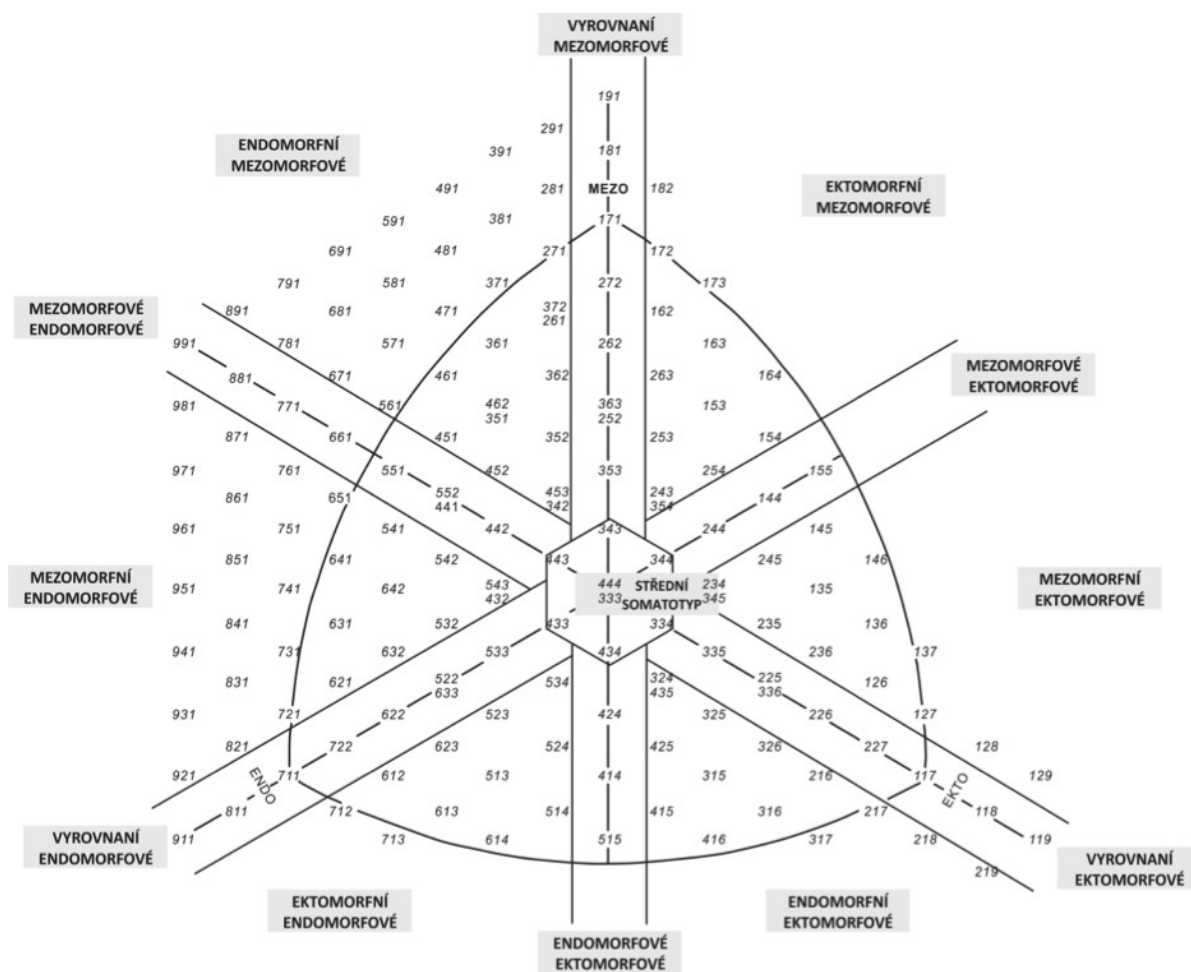 VYROVNANÍ
MEZOMORFOVÉ
191
291
391 181
ENDOMORFNÍ
MEZOMORFOVÉ
EKTOMORFNÍ
MEZOMORFOVÉ
491 281 MEZO 182
591 381 171
691 481 271 172
791 581 371 272 173
MEZOMORFOVÉ
ENDOMORFOVÉ
891 681 471 372 162
261
991 781 571 361 262 163
MEZOMORFOVÉ
EKTOMORFOVÉ
881 671 461 362 263 164
981 771 561 462 363 153
351 252
871 661 451 352 253 154
971 761 551 452 353 254 155
861 651 552 453 243 144
441 342 354
961 751 541 442 343 244 145
851 641 542 443 344 245 146
MEZOMORFNÍ
ENDOMORFOVÉ
MEZOMORFNÍ
EKTOMORFOVÉ
951 741 642 543 444 STŘEDNÍ 234 135
432 333 SOMATOTYP 345
841 631 532 433 334 235 136
941 731 632 533 434 335 236 137
831 621 522 534 324 225 126
633 435 336
931 721 622 523 424 325 226 127
821 722 623 524 425 326 227 128
921 ENDO 711 612 513 414 315 216 117 EKTO 129
811 712 613 514 415 316 217 118
VYROVNANÍ
ENDOMORFOVÉ
911 713 614 515 416 317 218 119
VYROVNANÍ
EKTOMORFOVÉ
219
EKTOMORFNÍ
ENDOMORFOVÉ
ENDOMORFNÍ
EKTOMORFOVÉ
ENDOMORFOVÉ
EKTOMORFOVÉ